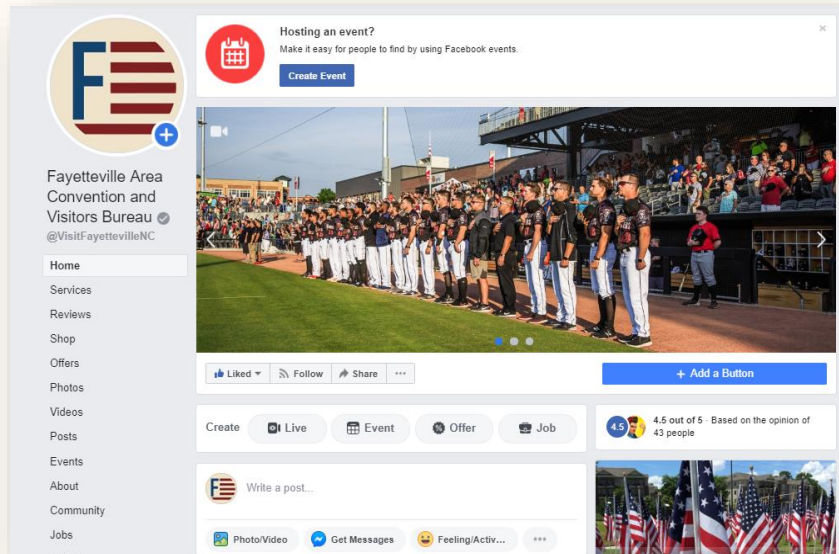 F
Fayetteville Area
Convention and
Visitors Bureau
@VisitFayettevilleNC
Home
Services
Reviews
Shop
Offers
Photos
Videos
Posts
Events
About
Community
Jobs
Hosting an event?
Make it easy for people to find by using Facebook events.
Create Event
Liked
Follow
Share
+ Add a Button
Create
Live
Event
Offer
Job
4.5
4.5 out of 5 · Based on the opinion of
43 people
F
Write a post...
Photo/Video
Get Messages
Feeling/Activ...